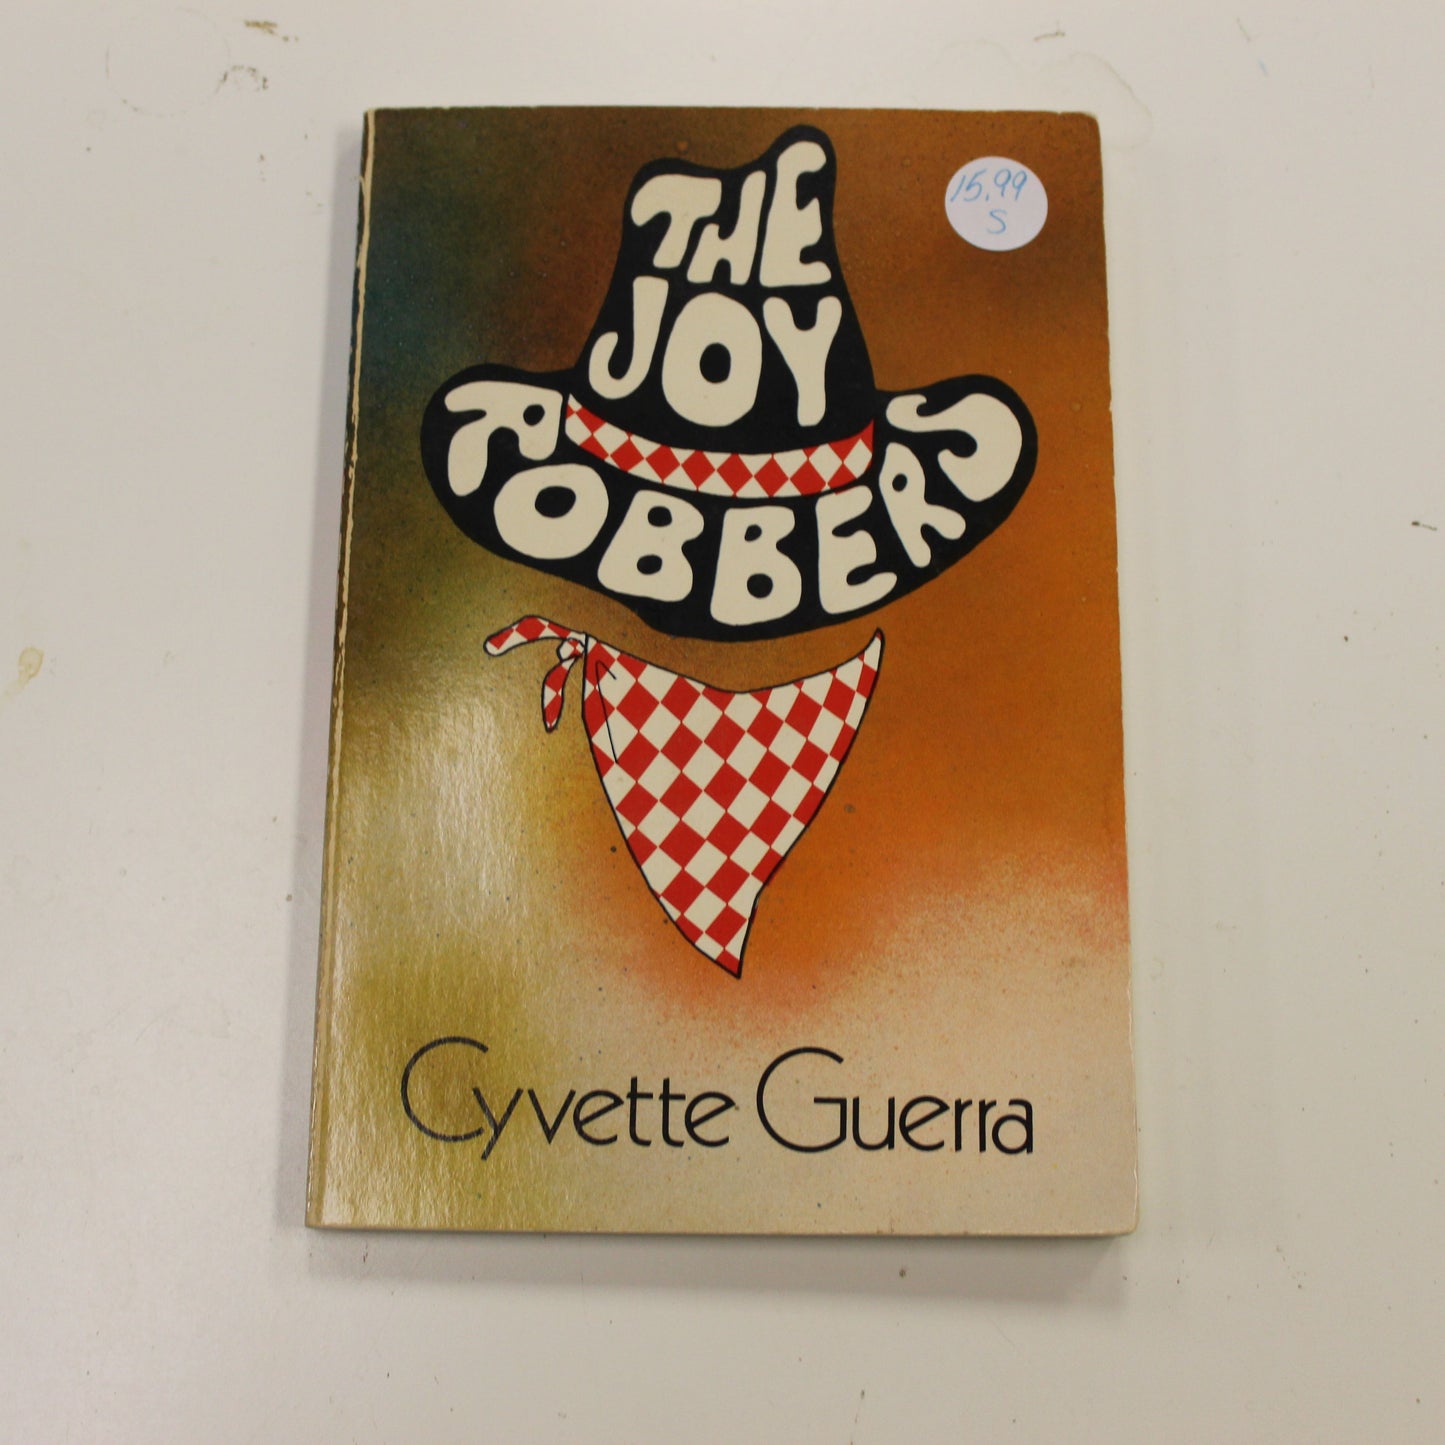 THE
JOY
ROBBERS
15.99
S
Cyvette Guerra